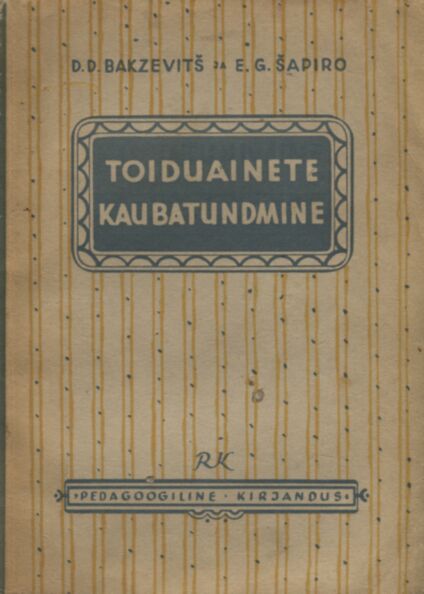 D. D. BAKZEVITŠ JA E. G. ŠAPIRO
TOIDUAINETE
KAUBATUNDMINE
RK
PEDAGOOGILINE · KIRJANDUS